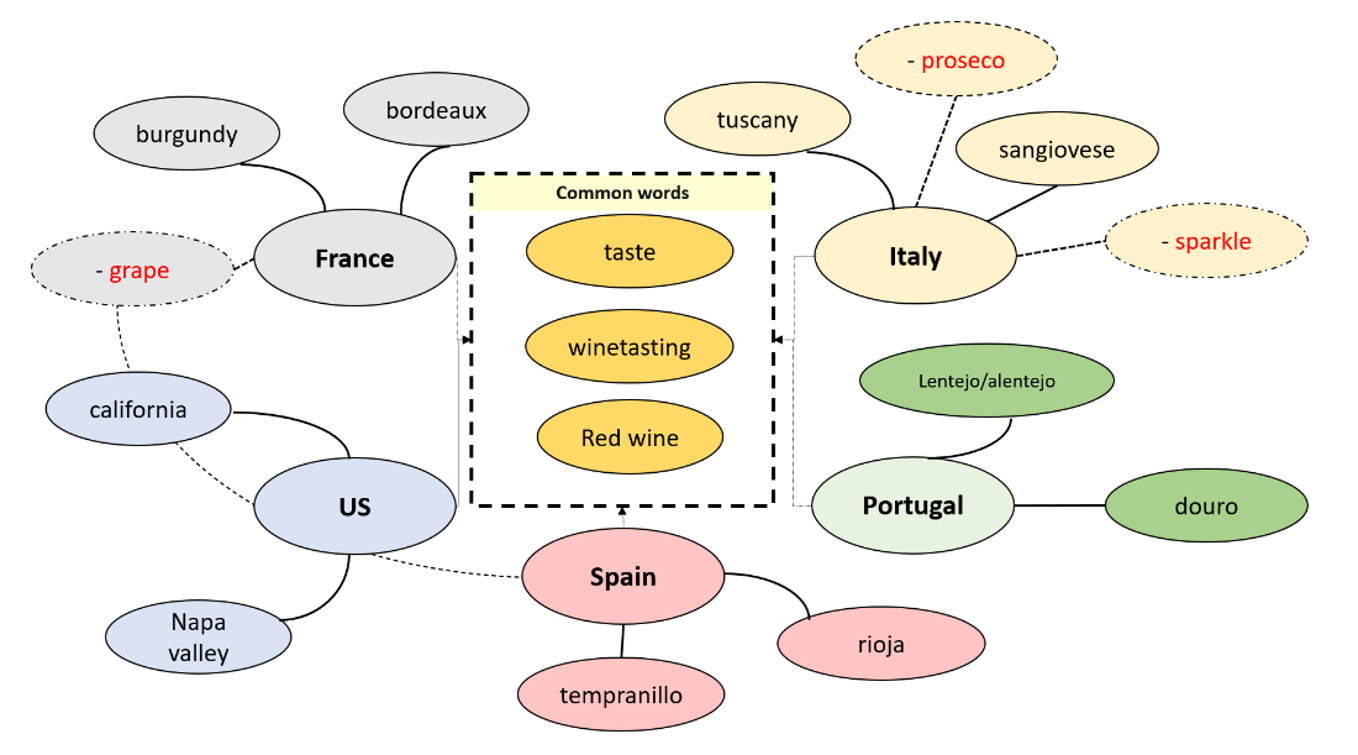 - proseco
bordeaux
tuscany
burgundy
sangiovese
Common words
- sparkle
taste
France
Italy
- grape
winetasting
Lentejo/alentejo
california
Red wine
US
Portugal
douro
Spain
Napa
valley
rioja
tempranillo